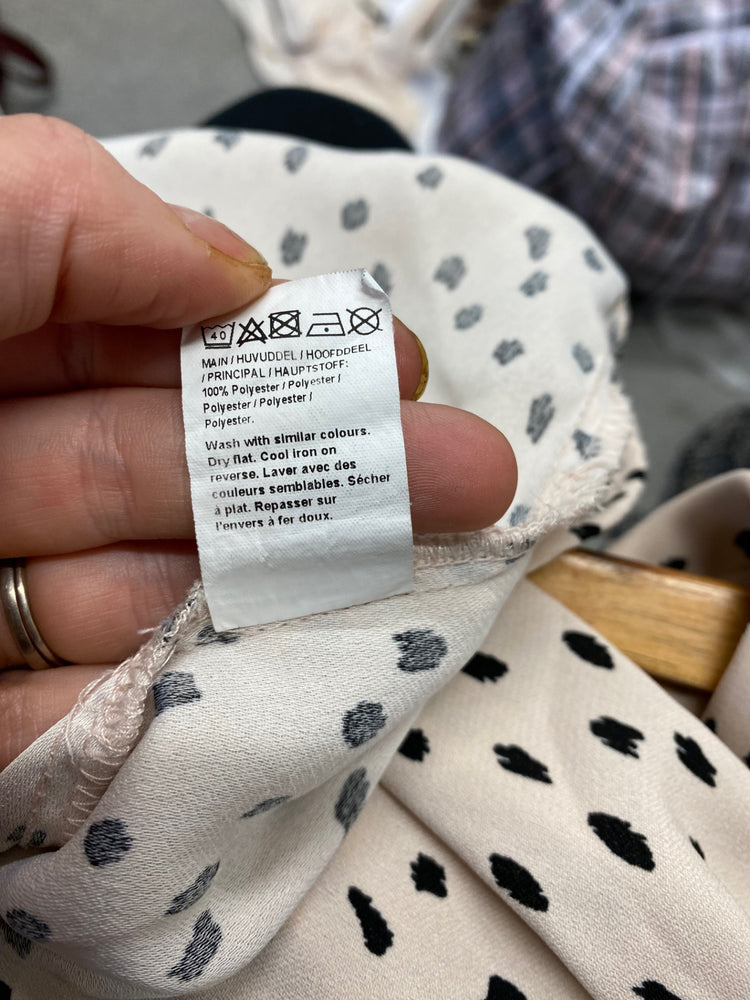 40
MAIN / HUVUDDEL / HOOFDDEEL
/ PRINCIPAL / HAUPTSTOFF:
100% Polyester / Polyester /
Polyester / Polyester /
Polyester.
Wash with similar colours.
Dry flat. Cool iron on
reverse. Laver avec des
couleurs semblables. Sécher
à plat. Repasser sur
l'envers à fer doux.